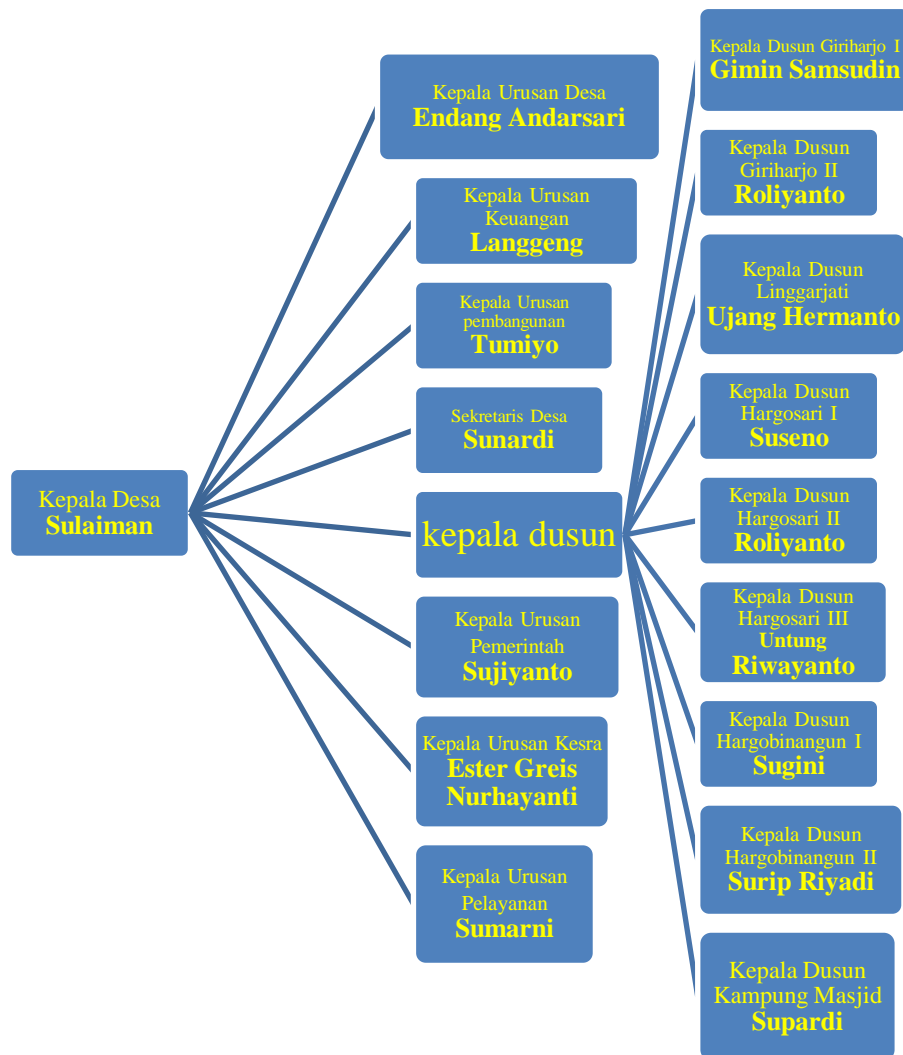 Kepala Desa
Sulaiman
Kepala Urusan Desa
Endang Andarsari
Kepala Urusan
Keuangan
Langgeng
Kepala Urusan
pembangunan
Tumiyo
Sekretaris Desa
Sunardi
kepala dusun
Kepala Urusan
Pemerintah
Sujiyanto
Kepala Urusan Kesra
Ester Greis
Nurhayanti
Kepala Urusan
Pelayanan
Sumarni
Kepala Dusun Giriharjo I
Gimin Samsudin
Kepala Dusun
Giriharjo II
Roliyanto
Kepala Dusun
Linggarjati
Ujang Hermanto
Kepala Dusun
Hargosari I
Suseno
Kepala Dusun
Hargosari II
Roliyanto
Kepala Dusun
Hargosari III
Untung
Riwayanto
Kepala Dusun
Hargobinangun I
Sugini
Kepala Dusun
Hargobinangun II
Surip Riyadi
Kepala Dusun
Kampung Masjid
Supardi